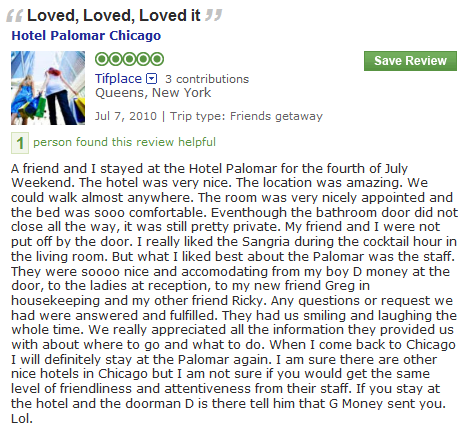 “ Loved, Loved, Loved it ”
Hotel Palomar Chicago
Save Review
Tifplace 3 contributions
Queens, New York
Jul 7, 2010 | Trip type: Friends getaway
1 person found this review helpful
A friend and I stayed at the Hotel Palomar for the fourth of July
Weekend. The hotel was very nice. The location was amazing. We
could walk almost anywhere. The room was very nicely appointed and
the bed was sooo comfortable. Eventhough the bathroom door did not
close all the way, it was still pretty private. My friend and I were not
put off by the door. I really liked the Sangria during the cocktail hour in
the living room. But what I liked best about the Palomar was the staff.
They were soooo nice and accomodating from my boy D money at the
door, to the ladies at reception, to my new friend Greg in
housekeeping and my other friend Ricky. Any questions or request we
had were answered and fulfilled. They had us smiling and laughing the
whole time. We really appreciated all the information they provided us
with about where to go and what to do. When I come back to Chicago
I will definitely stay at the Palomar again. I am sure there are other
nice hotels in Chicago but I am not sure if you would get the same
level of friendliness and attentiveness from their staff. If you stay at
the hotel and the doorman D is there tell him that G Money sent you.
Lol.